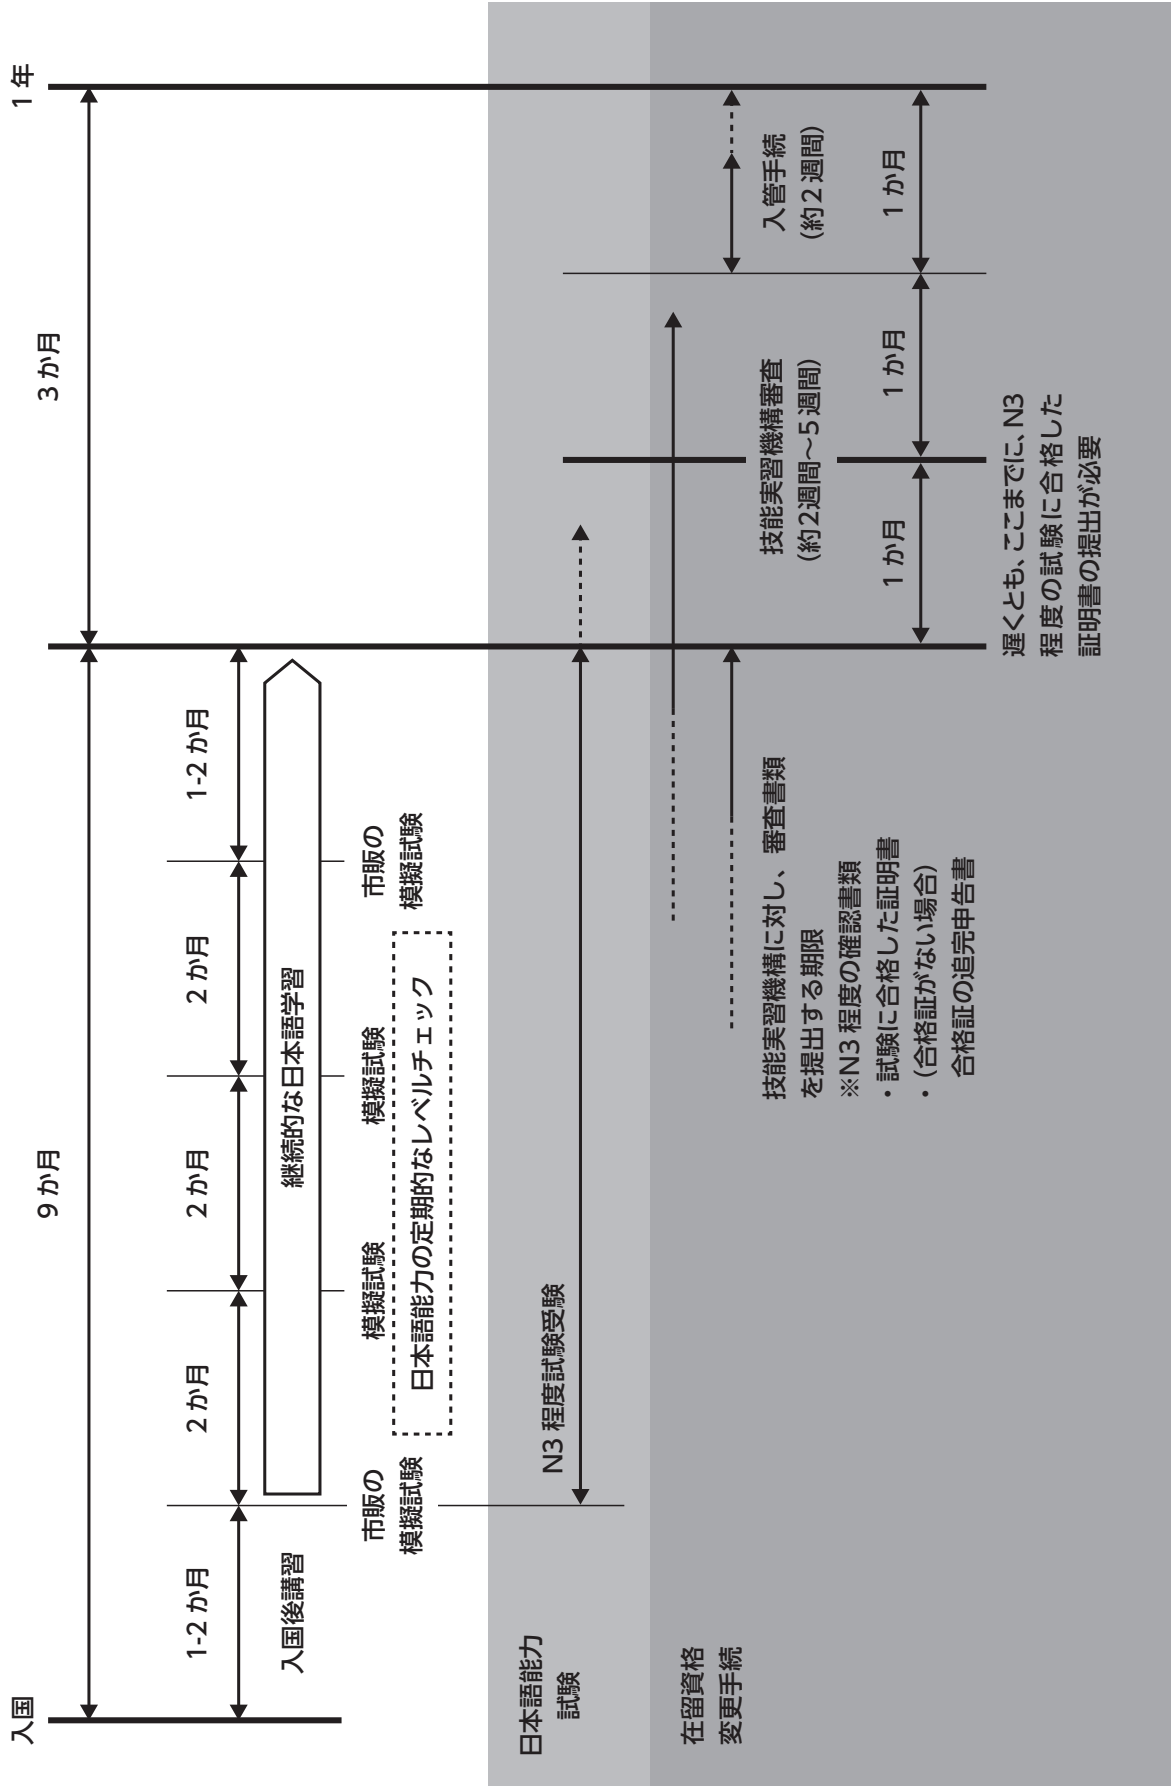 入国
1年
9か月
3か月
1-2か月
2か月
2か月
2か月
1-2か月
入国後講習
継続的な日本語学習
市販の
模擬試験
模擬試験
模擬試験
市販の
模擬試験
日本語能力の定期的なレベルチェック
日本語能力
試験
N3程度試験受験
在留資格
変更手続
技能実習機構に対し、審査書類
を提出する期限
※N3程度の確認書類
・試験に合格した証明書
・(合格証がない場合)
合格証の追完申告書
技能実習機構審査
(約2週間〜5週間)
入管手続
(約2週間)
1か月
1か月
1か月
遅くとも、ここまでに、N3
程度の試験に合格した
証明書の提出が必要